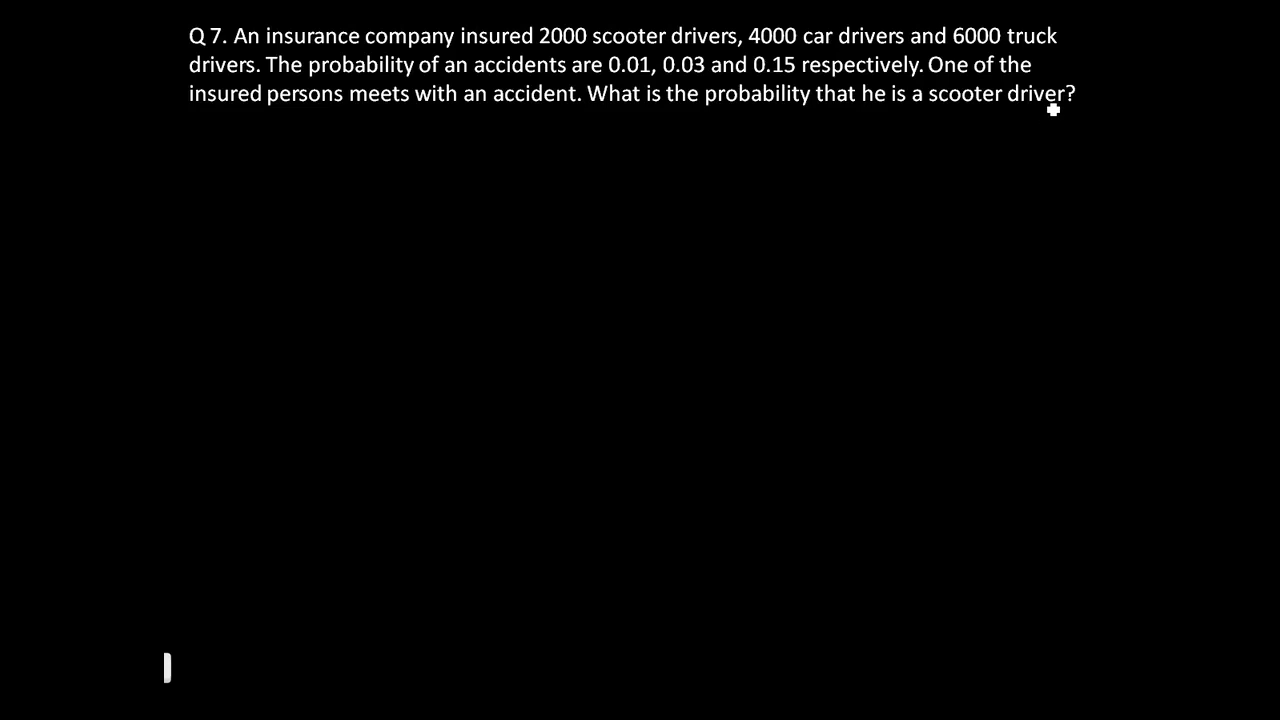 Q 7. An insurance company insured 2000 scooter drivers, 4000 car drivers and 6000 truck
drivers. The probability of an accidents are 0.01, 0.03 and 0.15 respectively. One of the
insured persons meets with an accident. What is the probability that he is a scooter driver?